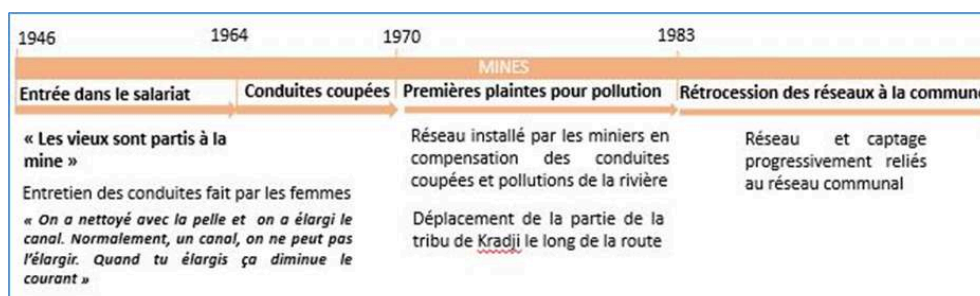 1946 1964 1970 1983
MINES
Entrée dans le salariat Conduites coupées Premières plaintes pour pollution Rétrocession des réseaux à la commune
« Les vieux sont partis à la
mine »
Entretien des conduites fait par les femmes
« On a nettoyé avec la pelle et on a élargi le
canal. Normalement, un canal, on ne peut pas
l'élargir. Quand tu élargis ça diminue le
courant »
Réseau installé par les miniers en
compensation des conduites
coupées et pollutions de la rivière
Déplacement de la partie de la
tribu de Kradji le long de la route
Réseau et captage
progressivement reliés
au réseau communal